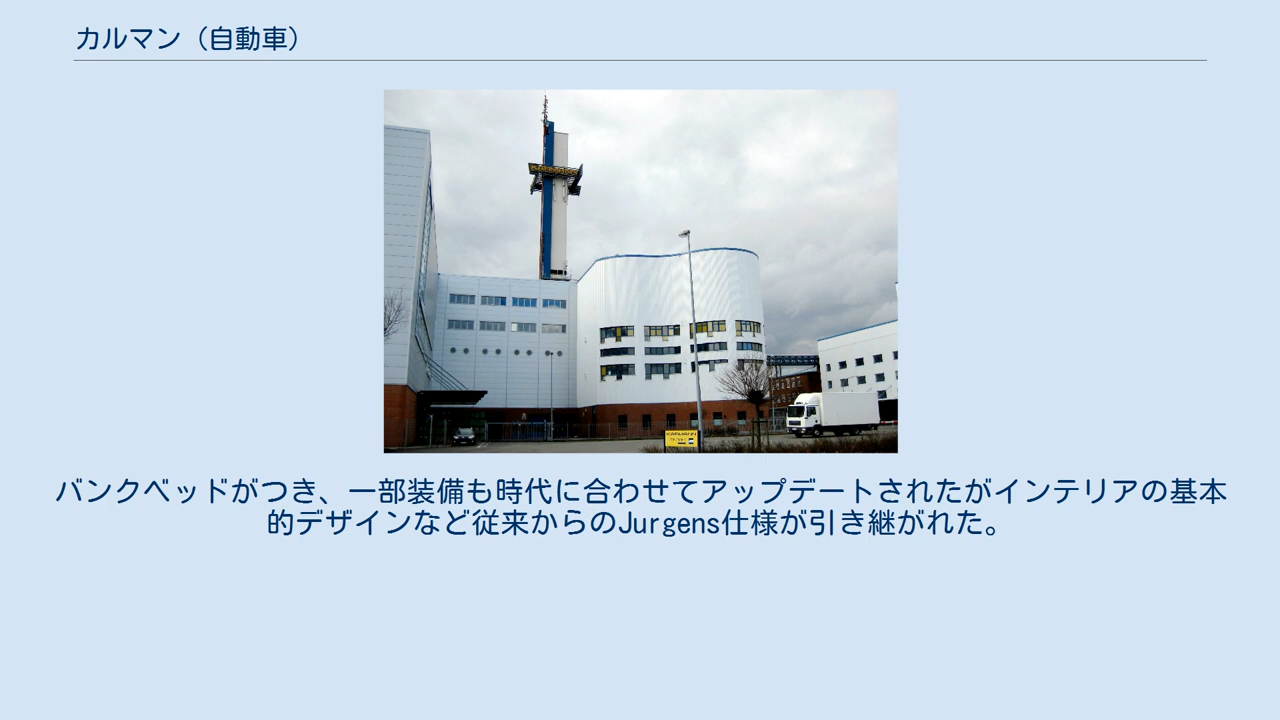 カルマン（自動車）
KARMANN
バンクベッドがつき、一部装備も時代に合わせてアップデートされたがインテリアの基本
的デザインなど従来からのJurgens仕様が引き継がれた。